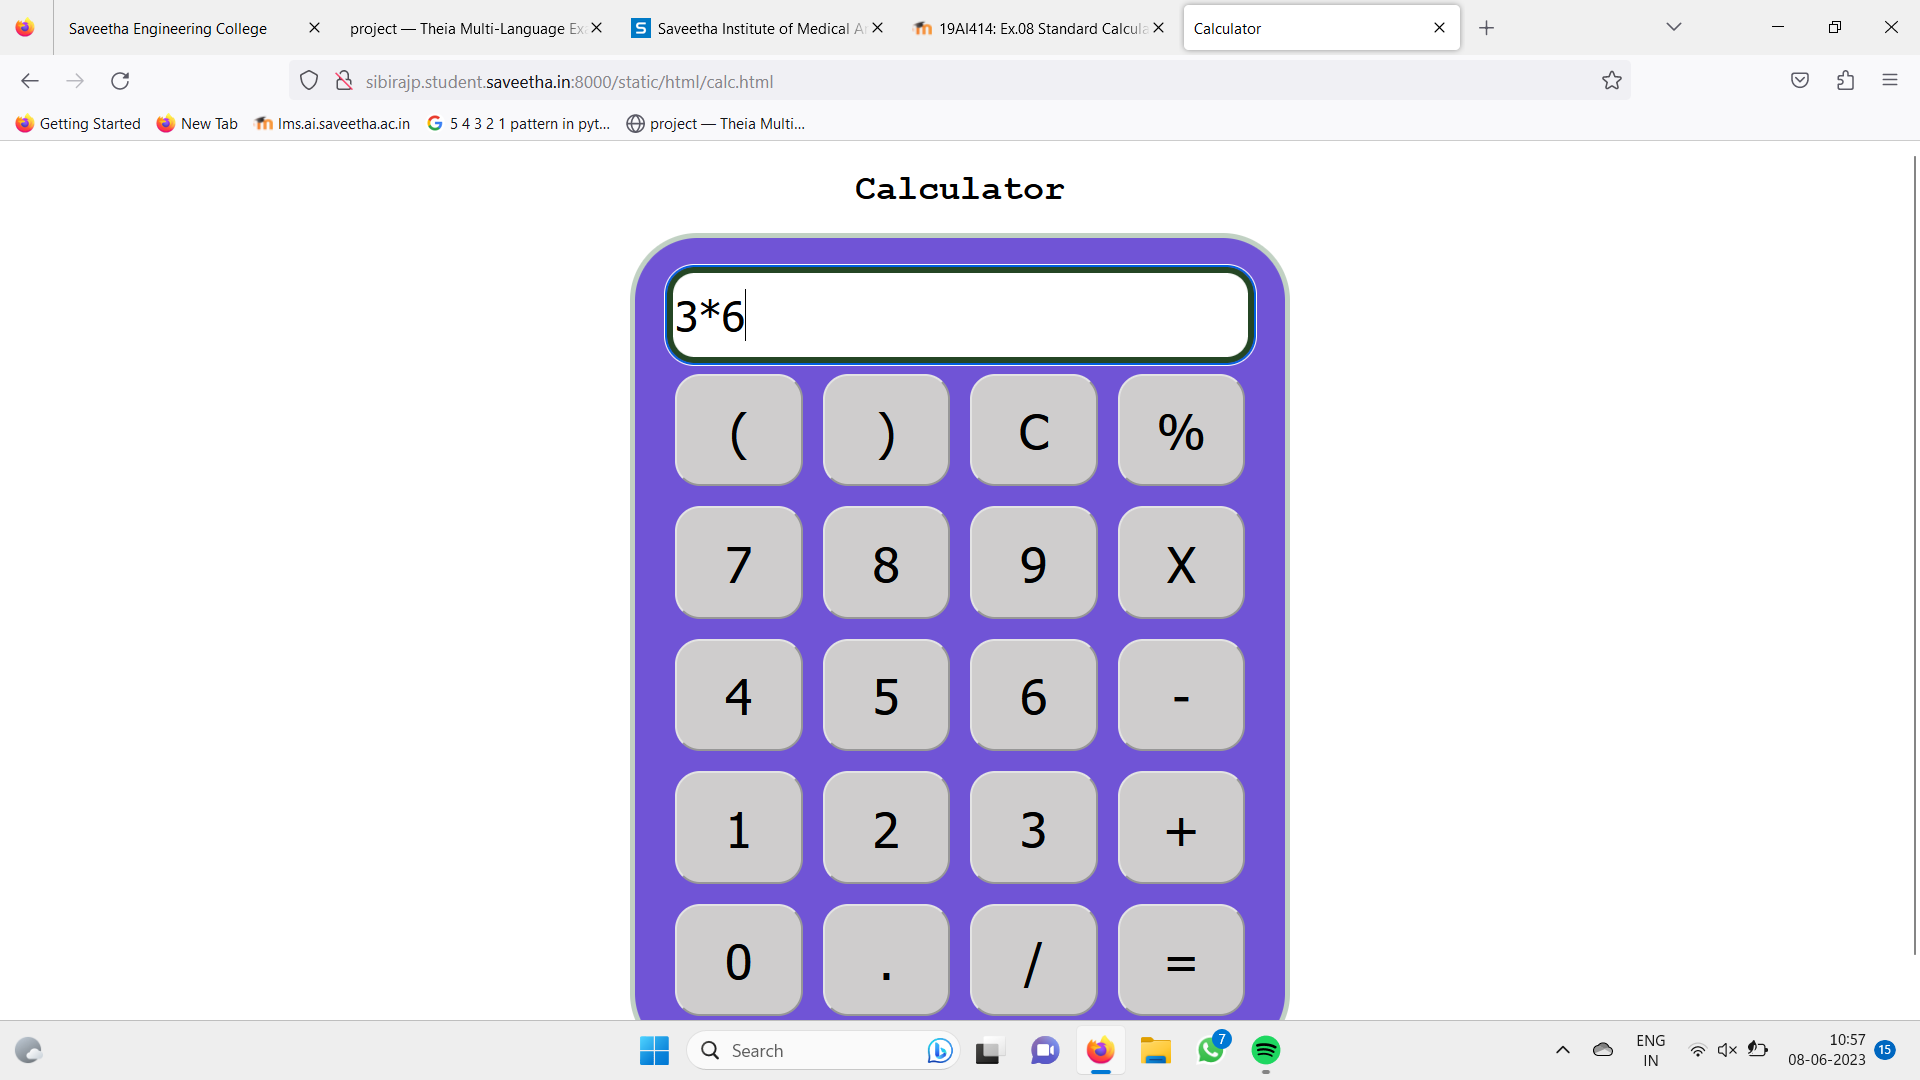 Saveetha Engineering College
project — Theia Multi-Language Ex
S Saveetha Institute of Medical A
19AI414: Ex.08 Standard Calcula
Calculator
sibirajp.student.saveetha.in:8000/static/html/calc.html
Getting Started
New Tab
lms.ai.saveetha.ac.in
G 5 4 3 2 1 pattern in pyt...
project — Theia Multi...
Calculator
3*6
( ) C %
7 8 9 X
4 5 6 -
1 2 3 +
0 . / =
Search
7
ENG
IN
10:57
08-06-2023
15